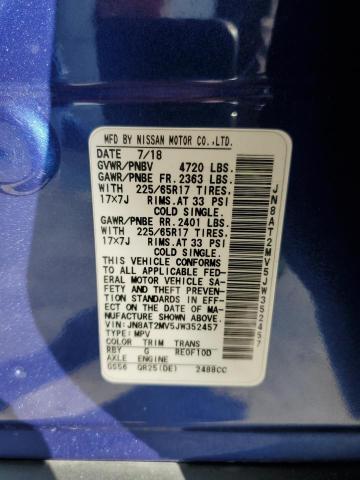 MFD BY NISSAN MOTOR CO.,LTD.
DATE 7/18
GVWR/PNBV 4720 LBS.
GAWR/PNBE FR. 2363 LBS.
WITH 225/65R17 TIRES.
17X7J RIMS.AT 33 PSI
COLD SINGLE.
GAWR/PNBE RR. 2401 LBS.
WITH 225/65R17 TIRES.
17X7J RIMS.AT 33 PSI
COLD SINGLE.
THIS VEHICLE CONFORMS
TO ALL APPLICABLE FED-
ERAL MOTOR VEHICLE SA-
FETY AND THEFT PREVEN-
TION STANDARDS IN EFFE-
CT ON THE DATE OF MANU-
FACTURE SHOWN ABOVE.
VIN: JN8AT2MV5JW352457
TYPE: MPV
COLOR TRIM TRANS
RBY G RE0F10D
AXLE ENGINE
GS56 QR25(DE) 2488CC
JN8AT2MV5JW352457